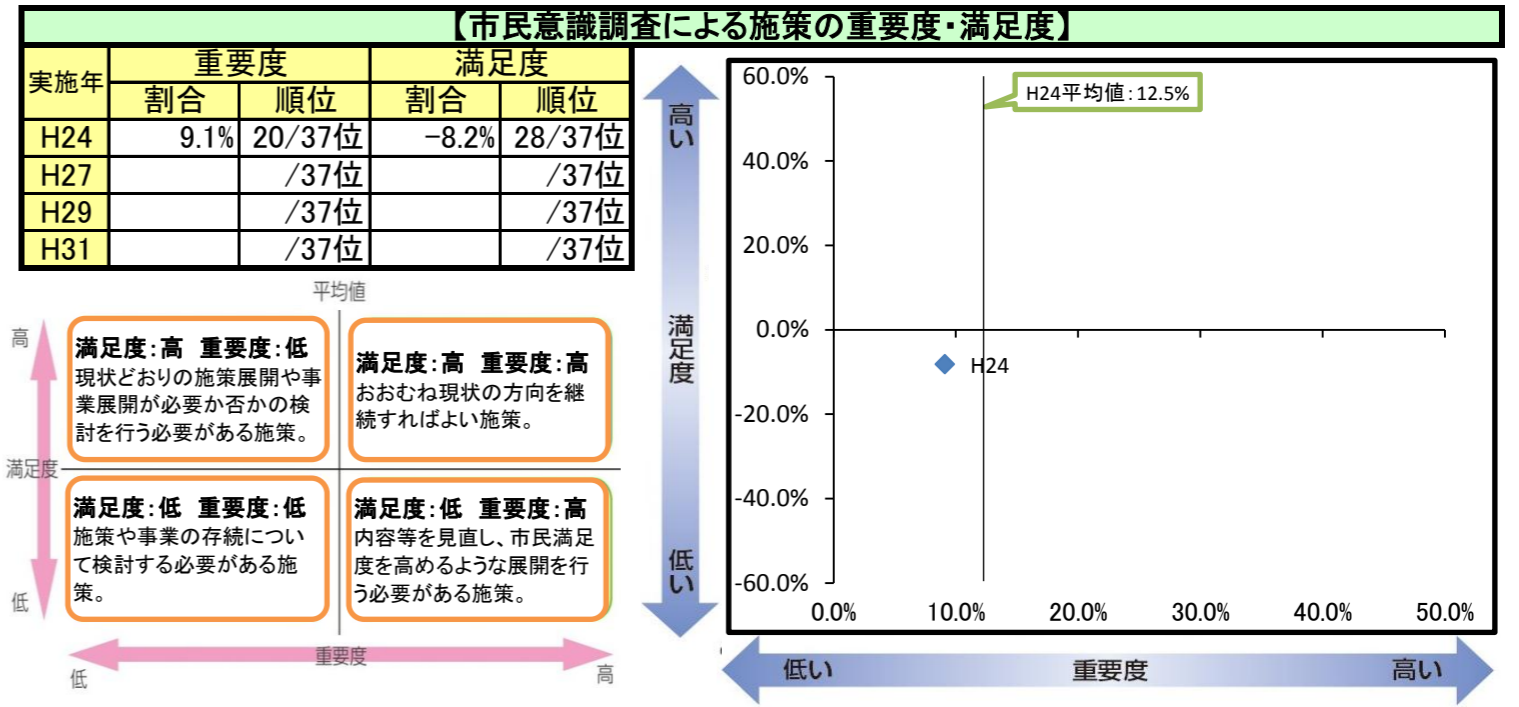 【市民意識調査による施策の重要度・満足度】
実施年 重要度 満足度
割合 順位 割合 順位
H24 9.1% 20/37位 -8.2% 28/37位
H27 /37位 /37位
H29 /37位 /37位
H31 /37位 /37位
平均値
高
満足度:高 重要度:低
現状どおりの施策展開や事
業展開が必要か否かの検
討を行う必要がある施策。
満足度:高 重要度:高
おおむね現状の方向を継
続すればよい施策。
満足度
満足度:低 重要度:低
施策や事業の存続につい
て検討する必要がある施
策。
満足度:低 重要度:高
内容等を見直し、市民満足
度を高めるような展開を行
う必要がある施策。
低
重要度
低
高
高い
満足度
低い
60.0%
40.0%
20.0%
0.0%
-20.0%
-40.0%
-60.0%
H24平均値:12.5%
H24
0.0% 10.0% 20.0% 30.0% 40.0% 50.0%
低い 重要度 高い